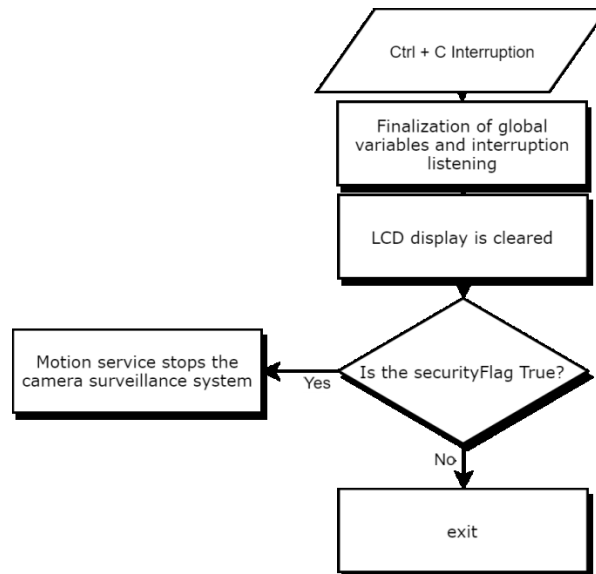 Ctrl + C Interruption
Finalization of global
variables and interruption
listening
LCD display is cleared
Is the securityFlag True?
Yes
Motion service stops the
camera surveillance system
No
exit